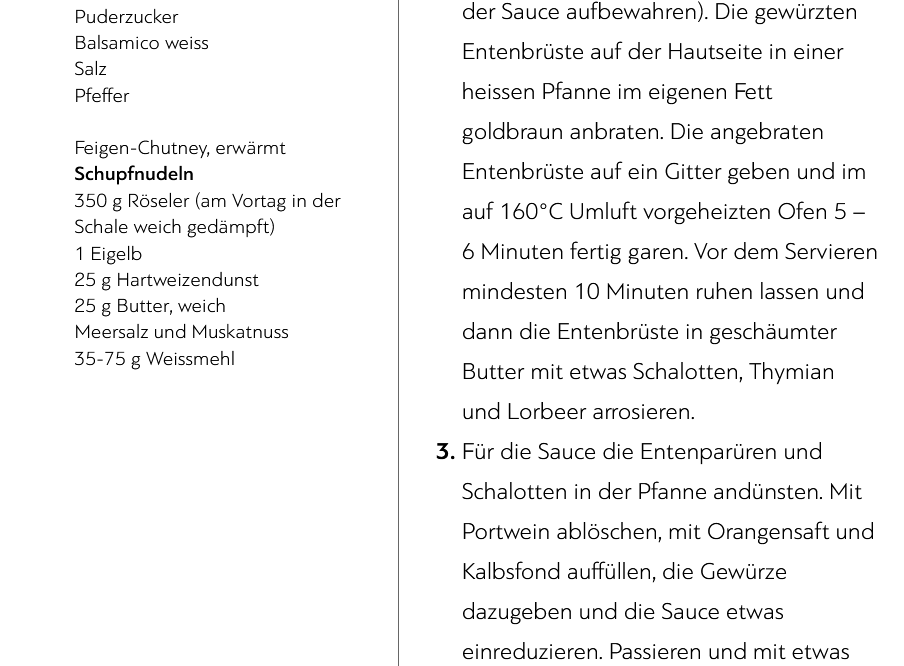 Puderzucker
Balsamico weiss
Salz
Pfeffer
Feigen-Chutney, erwärmt
Schupfnudeln
350 g Röseler (am Vortag in der
Schale weich gedämpft)
1 Eigelb
25 g Hartweizendunst
25 g Butter, weich
Meersalz und Muskatnuss
35-75 g Weissmehl
der Sauce aufbewahren). Die gewürzten
Entenbrüste auf der Hautseite in einer
heissen Pfanne im eigenen Fett
goldbraun anbraten. Die angebraten
Entenbrüste auf ein Gitter geben und im
auf 160°C Umluft vorgeheizten Ofen 5 –
6 Minuten fertig garen. Vor dem Servieren
mindesten 10 Minuten ruhen lassen und
dann die Entenbrüste in geschäumter
Butter mit etwas Schalotten, Thymian
und Lorbeer arrosieren.
3. Für die Sauce die Entenparüren und
Schalotten in der Pfanne andünsten. Mit
Portwein ablöschen, mit Orangensaft und
Kalbsfond auffüllen, die Gewürze
dazugeben und die Sauce etwas
einreduzieren. Passieren und mit etwas